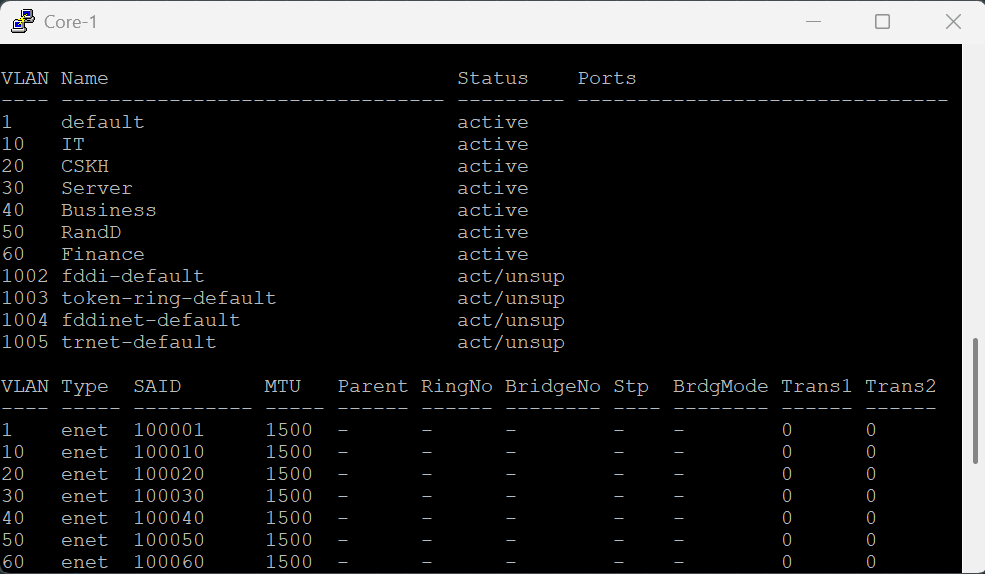 Core-1
VLAN Name                             Status    Ports
---- -------------------------------- --------- -------------------------------
1    default                          active
10   IT                               active
20   CSKH                             active
30   Server                           active
40   Business                         active
50   RandD                            active
60   Finance                          active
1002 fddi-default                     act/unsup
1003 token-ring-default               act/unsup
1004 fddinet-default                  act/unsup
1005 trnet-default                    act/unsup
VLAN Type  SAID       MTU   Parent RingNo BridgeNo Stp  BrdgMode Trans1 Trans2
---- ----- ---------- ----- ------ ------ -------- ---- -------- ------ ------
1    enet  100001     1500  -      -      -        -    -        0      0
10   enet  100010     1500  -      -      -        -    -        0      0
20   enet  100020     1500  -      -      -        -    -        0      0
30   enet  100030     1500  -      -      -        -    -        0      0
40   enet  100040     1500  -      -      -        -    -        0      0
50   enet  100050     1500  -      -      -        -    -        0      0
60   enet  100060     1500  -      -      -        -    -        0      0